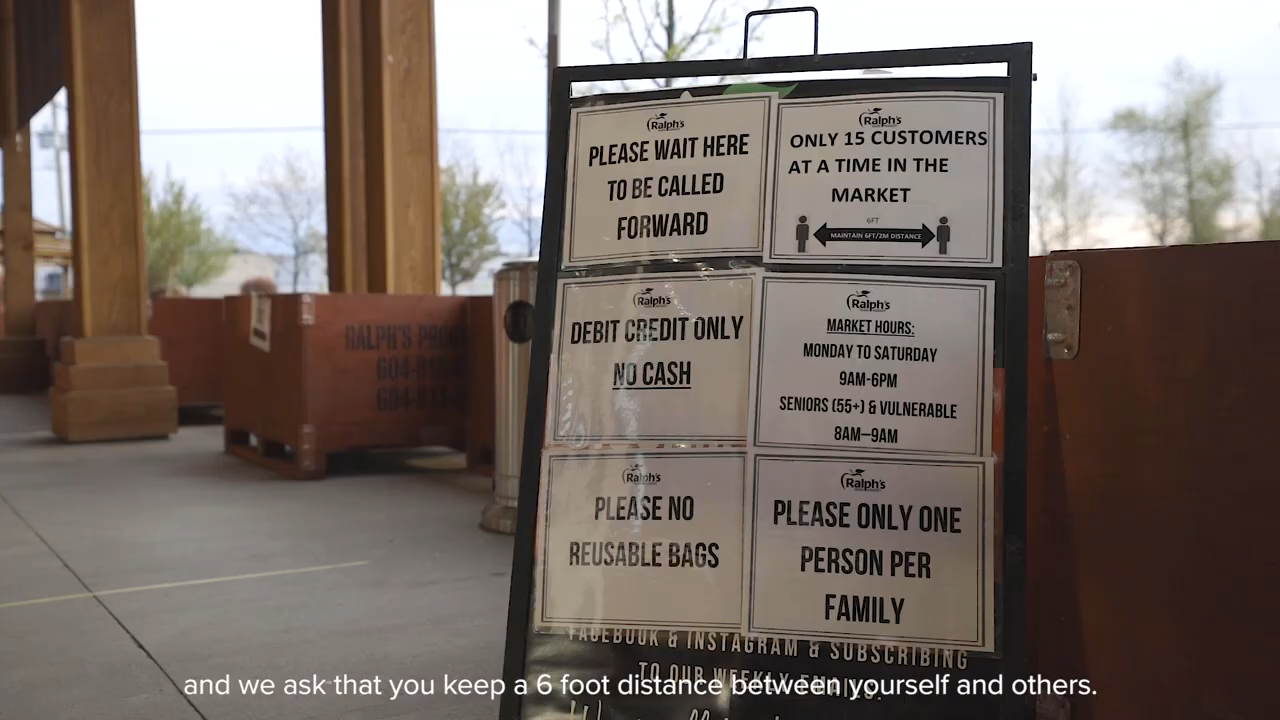 Ralph's
PLEASE WAIT HERE
TO BE CALLED
FORWARD
Ralph's
ONLY 15 CUSTOMERS
AT A TIME IN THE
MARKET
6FT
MAINTAIN 6FT/2M DISTANCE
Ralph's
DEBIT CREDIT ONLY
NO CASH
Ralph's
MARKET HOURS:
MONDAY TO SATURDAY
9AM-6PM
SENIORS (55+) & VULNERABLE
8AM—9AM
Ralph's
PLEASE NO
REUSABLE BAGS
Ralph's
PLEASE ONLY ONE
PERSON PER
FAMILY
FACEBOOK & INSTAGRAM & SUBSCRIBING
TO OUR WEEKLY EMAILS.
RALPH'S
604-
604-
and we ask that you keep a 6 foot distance between yourself and others.